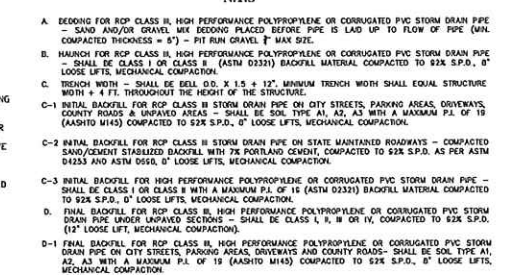 A. BEDDING FOR RCP CLASS III, HIGH PERFORMANCE POLYPROPYLENE OR CORRUGATED PVC STORM DRAIN PIPE
- SAND AND/OR GRAVEL MIX BEDDING PLACED BEFORE PIPE IS LAID UP TO FLOW OF PIPE (MIN.
COMPACTED THICKNESS = 6") - PIT RUN GRAVEL MAX SIZE.
B. HAUNCH FOR RCP CLASS III, HIGH PERFORMANCE POLYPROPYLENE OR CORRUGATED PVC STORM DRAIN PIPE
- SHALL BE CLASS I OR CLASS II (ASTM D2321) BACKFILL MATERIAL COMPACTED TO 92% S.P.D., 8"
LOOSE LIFTS, MECHANICAL COMPACTION.
C. TRENCH WIDTH - SHALL BE BELL O.D. X 1.5 + 12". MINIMUM TRENCH WIDTH SHALL EQUAL STRUCTURE
WIDTH + 4 FT. THROUGHOUT THE HEIGHT OF THE STRUCTURE.
C-1 INITIAL BACKFILL FOR RCP CLASS III STORM DRAIN PIPE ON CITY STREETS, PARKING AREAS, DRIVEWAYS,
COUNTY ROADS & UNPAVED AREAS - SHALL BE SOIL TYPE A1, A2, A3 WITH A MAXIMUM P.I. OF 19
(AASHTO M145) COMPACTED TO 92% S.P.D., 8" LOOSE LIFTS, MECHANICAL COMPACTION.
C-2 INITIAL BACKFILL FOR RCP CLASS III STORM DRAIN PIPE ON STATE MAINTAINED ROADWAYS - COMPACTED
SAND/CEMENT STABILIZED BACKFILL WITH 7% PORTLAND CEMENT, COMPACTED TO 92% S.P.D. AS PER ASTM
D4253 AND ASTM D558, 8" LOOSE LIFTS, MECHANICAL COMPACTION.
C-3 INITIAL BACKFILL FOR HIGH PERFORMANCE POLYPROPYLENE OR CORRUGATED PVC STORM DRAIN PIPE -
SHALL BE CLASS I OR CLASS II WITH A MAXIMUM P.I. OF 16 (ASTM D2321) BACKFILL MATERIAL COMPACTED
TO 92% S.P.D., 8" LOOSE LIFTS, MECHANICAL COMPACTION.
D. FINAL BACKFILL FOR RCP CLASS III, HIGH PERFORMANCE POLYPROPYLENE OR CORRUGATED PVC STORM
DRAIN PIPE UNDER UNPAVED SECTIONS - SHALL BE CLASS I, II, III OR IV, COMPACTED TO 92% S.P.D.
(12" LOOSE LIFT, MECHANICAL COMPACTION).
D-1 FINAL BACKFILL FOR RCP CLASS III, HIGH PERFORMANCE POLYPROPYLENE OR CORRUGATED PVC STORM
DRAIN PIPE ON CITY STREETS, PARKING AREAS, DRIVEWAYS AND COUNTY ROADS- SHALL BE SOIL TYPE A1,
A2, A3 WITH A MAXIMUM P.I. OF 19 (AASHTO M145) COMPACTED TO 92% S.P.D., 8" LOOSE LIFTS,
MECHANICAL COMPACTION.